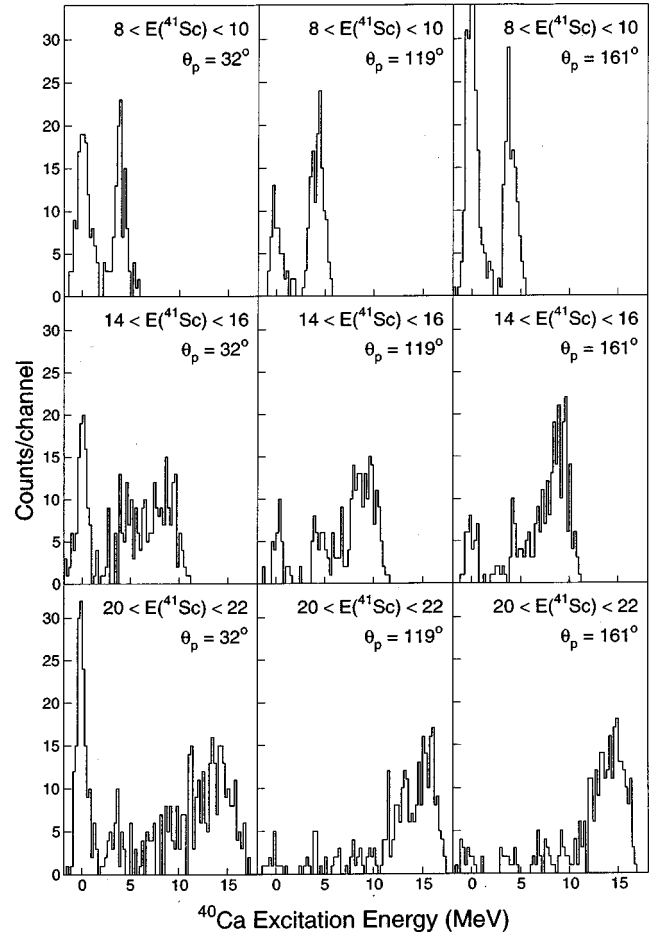 8 < E(⁴¹Sc) < 10
θₚ = 32°
8 < E(⁴¹Sc) < 10
θₚ = 119°
8 < E(⁴¹Sc) < 10
θₚ = 161°
30
25
20
15
10
5
0
14 < E(⁴¹Sc) < 16
θₚ = 32°
14 < E(⁴¹Sc) < 16
θₚ = 119°
14 < E(⁴¹Sc) < 16
θₚ = 161°
30
25
20
15
10
5
0
Counts/channel
20 < E(⁴¹Sc) < 22
θₚ = 32°
20 < E(⁴¹Sc) < 22
θₚ = 119°
20 < E(⁴¹Sc) < 22
θₚ = 161°
30
25
20
15
10
5
0
0 5 10 15
0 5 10 15
0 5 10 15
⁴⁰Ca Excitation Energy (MeV)